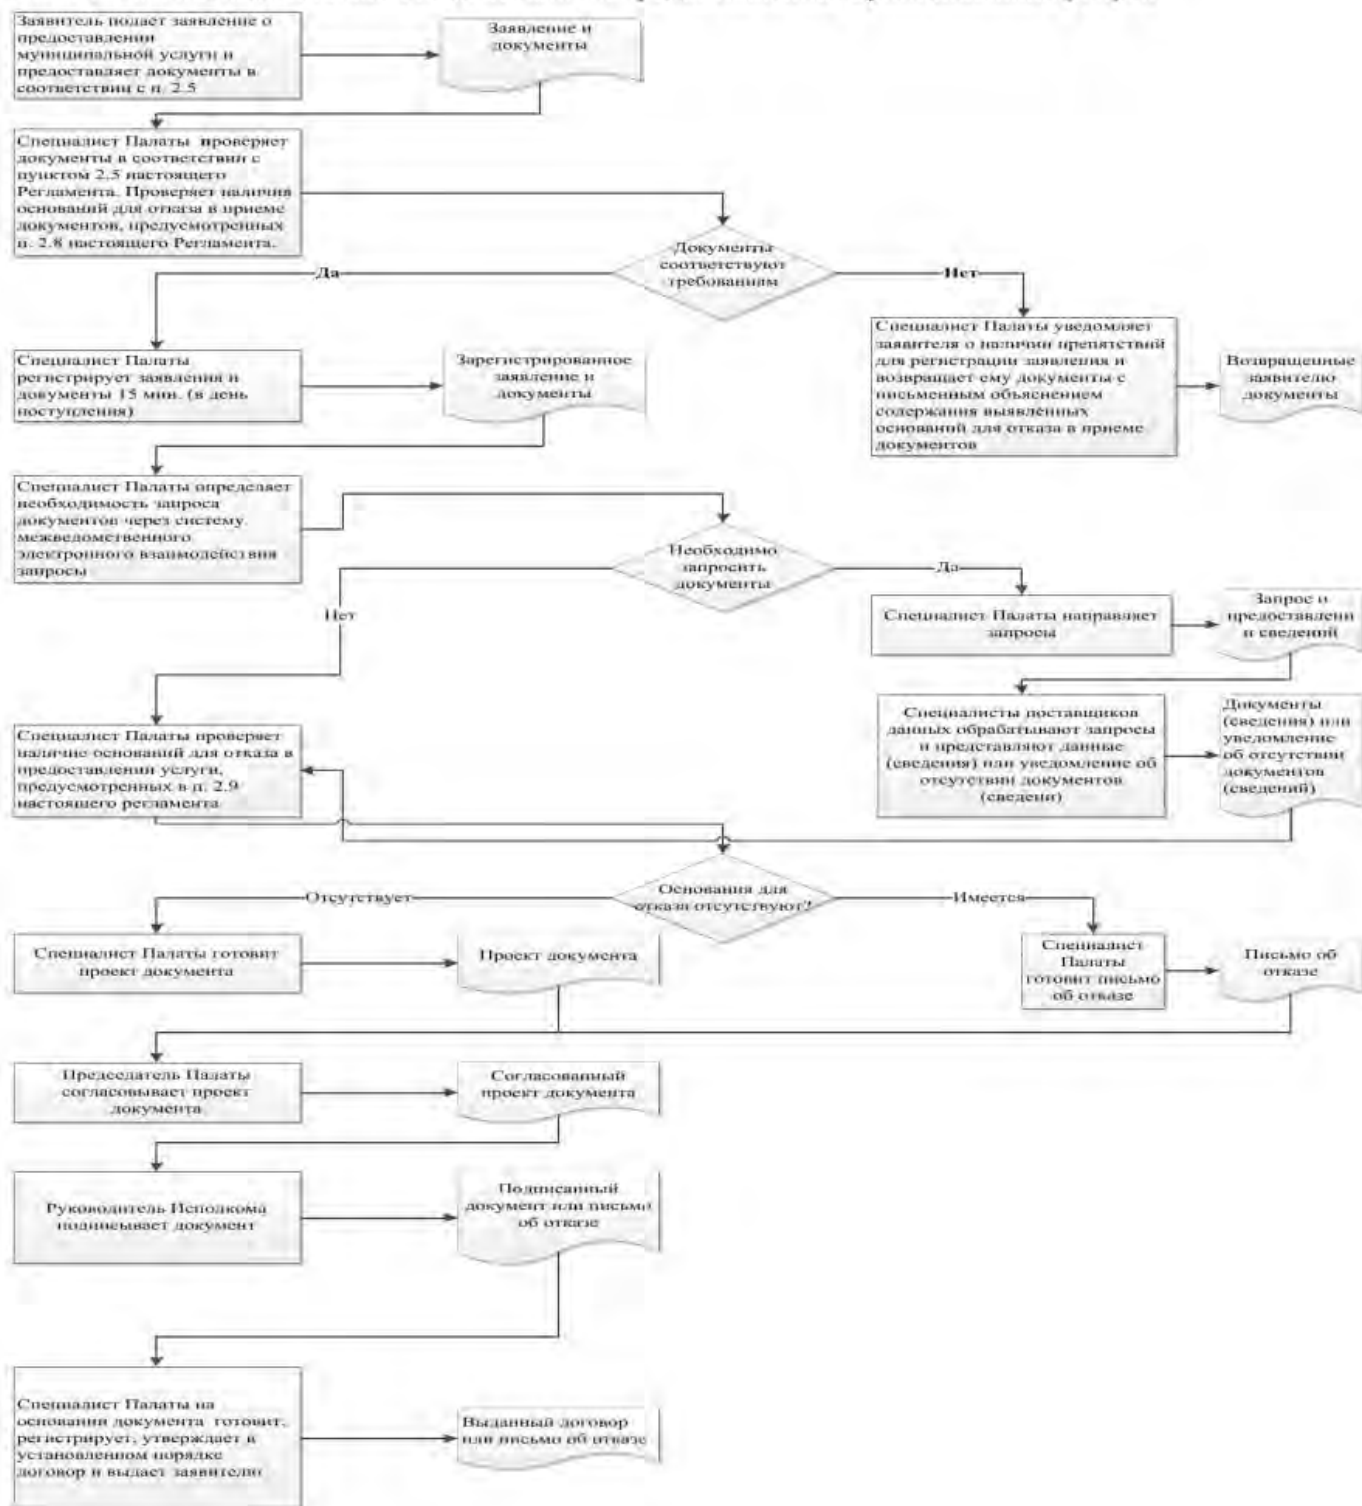 Заявитель подает заявление о
предоставлении
муниципальной услуги и
предоставляет документы в
соответствии с п. 2.5
Заявление и
документы
Специалист Палаты проверяет
документы в соответствии с
пунктом 2.5 настоящего
Регламента. Проверяет наличия
оснований для отказа в приеме
документов, предусмотренных
п. 2.8 настоящего Регламента.
Документы
соответствуют
требованиям
Да
Нет
Специалист Палаты
регистрирует заявления и
документы 15 мин. (в день
поступления)
Зарегистрированное
заявление и
документы
Специалист Палаты уведомляет
заявителя о наличии препятствий
для регистрации заявления и
возвращает ему документы с
письменным объяснением
содержания выявленных
оснований для отказа в приеме
документов
Возвращенные
заявителю
документы
Специалист Палаты определяет
необходимость запроса
документов через систему
межведомственного
электронного взаимодействия
запросы
Необходимо
запросить
документы
Нет
Да
Специалист Палаты направляет
запросы
Запрос о
предоставлени
и сведений
Специалист Палаты проверяет
наличие оснований для отказа в
предоставлении услуги,
предусмотренных в п. 2.9
настоящего регламента
Специалисты поставщиков
данных обрабатывают запросы
и представляют данные
(сведения) или уведомление об
отсутствии документов
(сведени)
Документы
(сведения) или
уведомление
об отсутствии
документов
(сведений)
Основания для
отказа отсутствуют?
Отсутствует
Имеется
Специалист Палаты готовит
проект документа
Проект документа
Специалист
Палаты
готовит письмо
об отказе
Письмо об
отказе
Председатель Палаты
согласовывает проект
документа
Согласованный
проект документа
Руководитель Исполкома
подписывает документ
Подписанный
документ или письмо
об отказе
Специалист Палаты на
основании документа готовит,
регистрирует, утверждает в
установленном порядке
договор и выдает заявителю
Выданный договор
или письмо об отказе